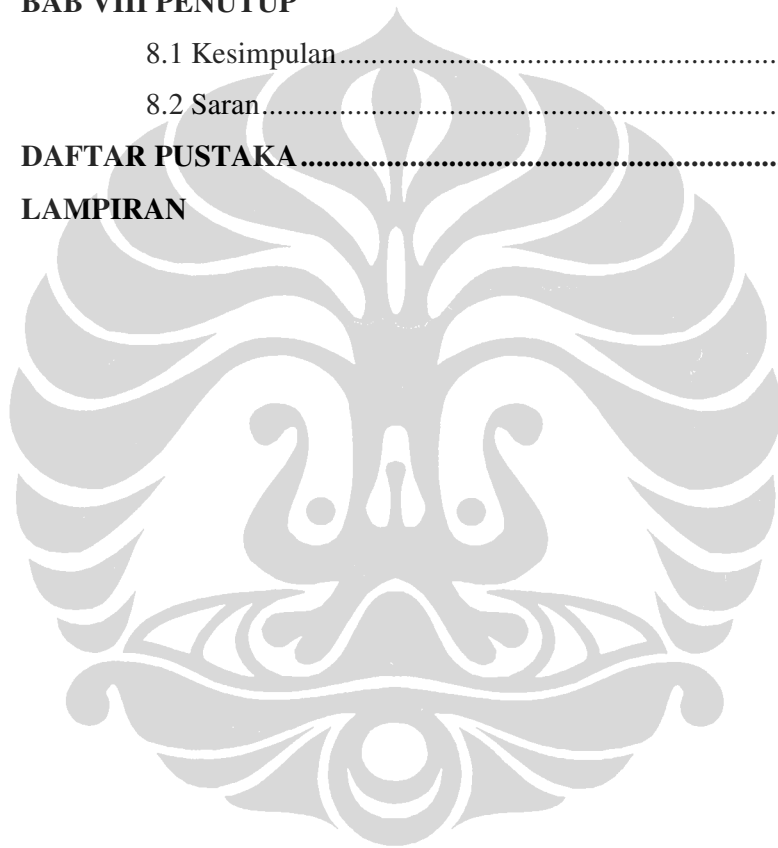 BAB VIII PENUTUP
8.1 Kesimpulan.......................................................
8.2 Saran.................................................................
DAFTAR PUSTAKA.............................................................
LAMPIRAN